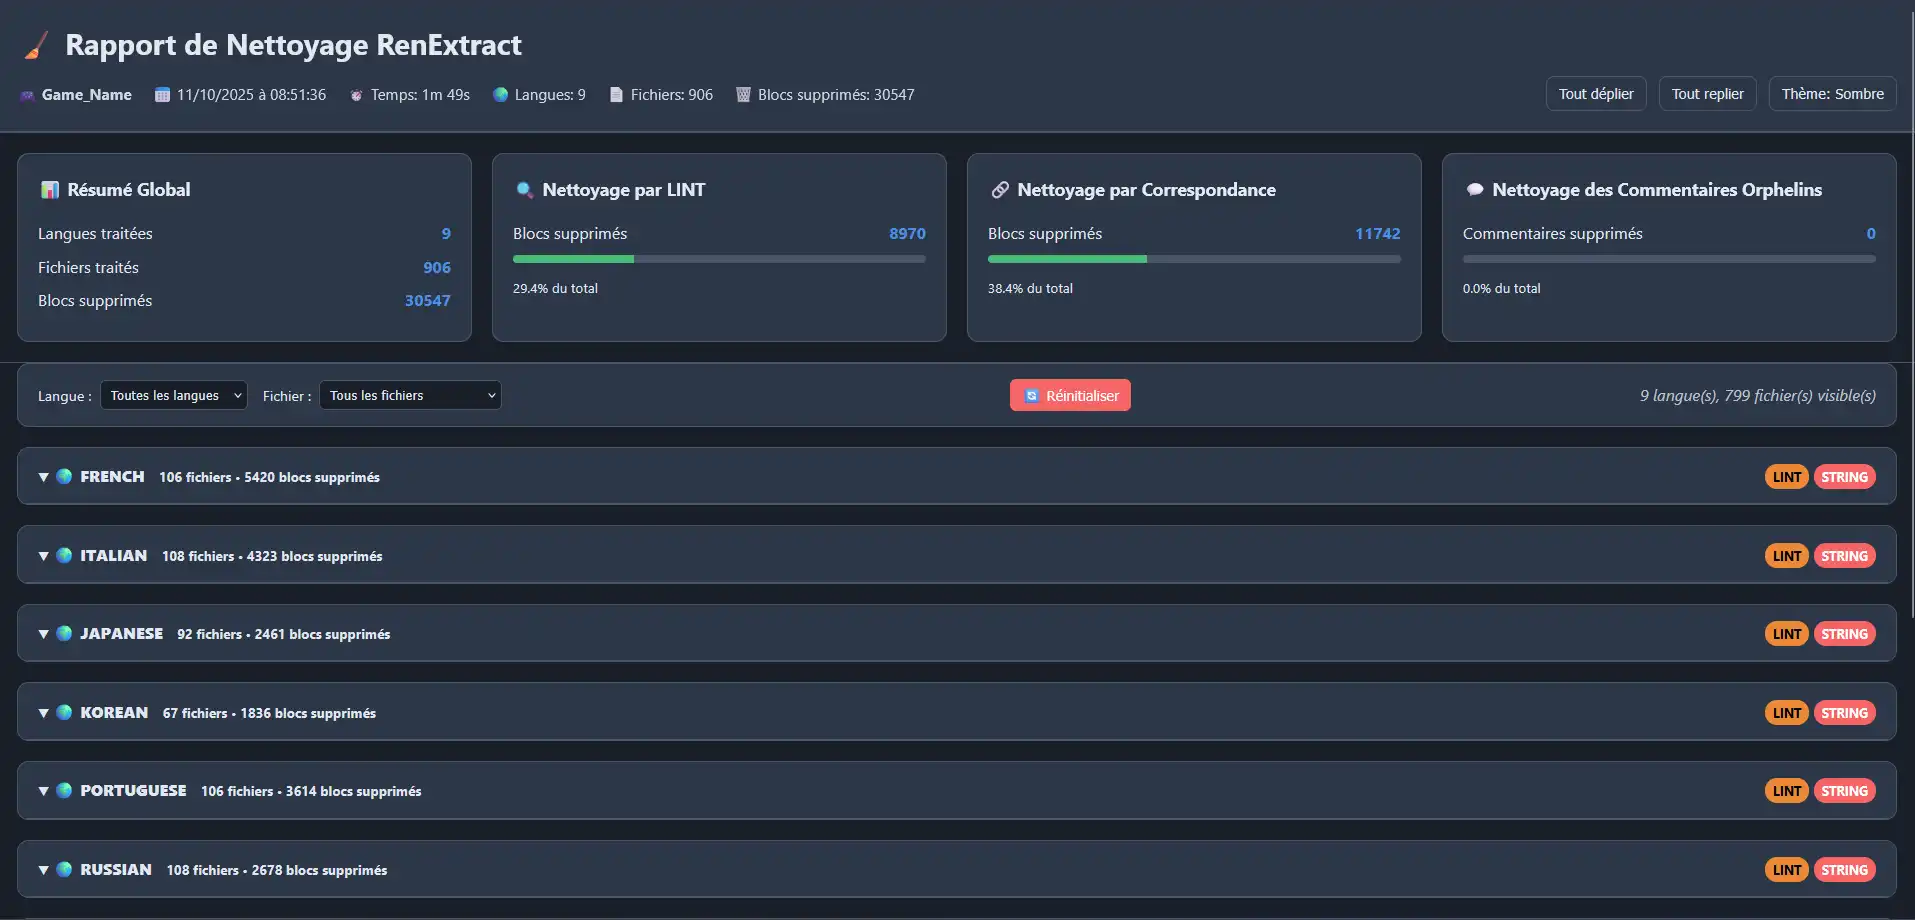 Rapport de Nettoyage RenExtract
Game_Name 11/10/2025 à 08:51:36 Temps: 1m 49s Langues: 9 Fichiers: 906 Blocs supprimés: 30547
Tout déplier Tout replier Thème: Sombre
Résumé Global
Langues traitées 9
Fichiers traités 906
Blocs supprimés 30547
Nettoyage par LINT
Blocs supprimés 8970
29.4% du total
Nettoyage par Correspondance
Blocs supprimés 11742
38.4% du total
Nettoyage des Commentaires Orphelins
Commentaires supprimés 0
0.0% du total
Langue : Toutes les langues Fichier : Tous les fichiers Réinitialiser 9 langue(s), 799 fichier(s) visible(s)
FRENCH 106 fichiers • 5420 blocs supprimés LINT STRING
ITALIAN 108 fichiers • 4323 blocs supprimés LINT STRING
JAPANESE 92 fichiers • 2461 blocs supprimés LINT STRING
KOREAN 67 fichiers • 1836 blocs supprimés LINT STRING
PORTUGUESE 106 fichiers • 3614 blocs supprimés LINT STRING
RUSSIAN 108 fichiers • 2678 blocs supprimés LINT STRING